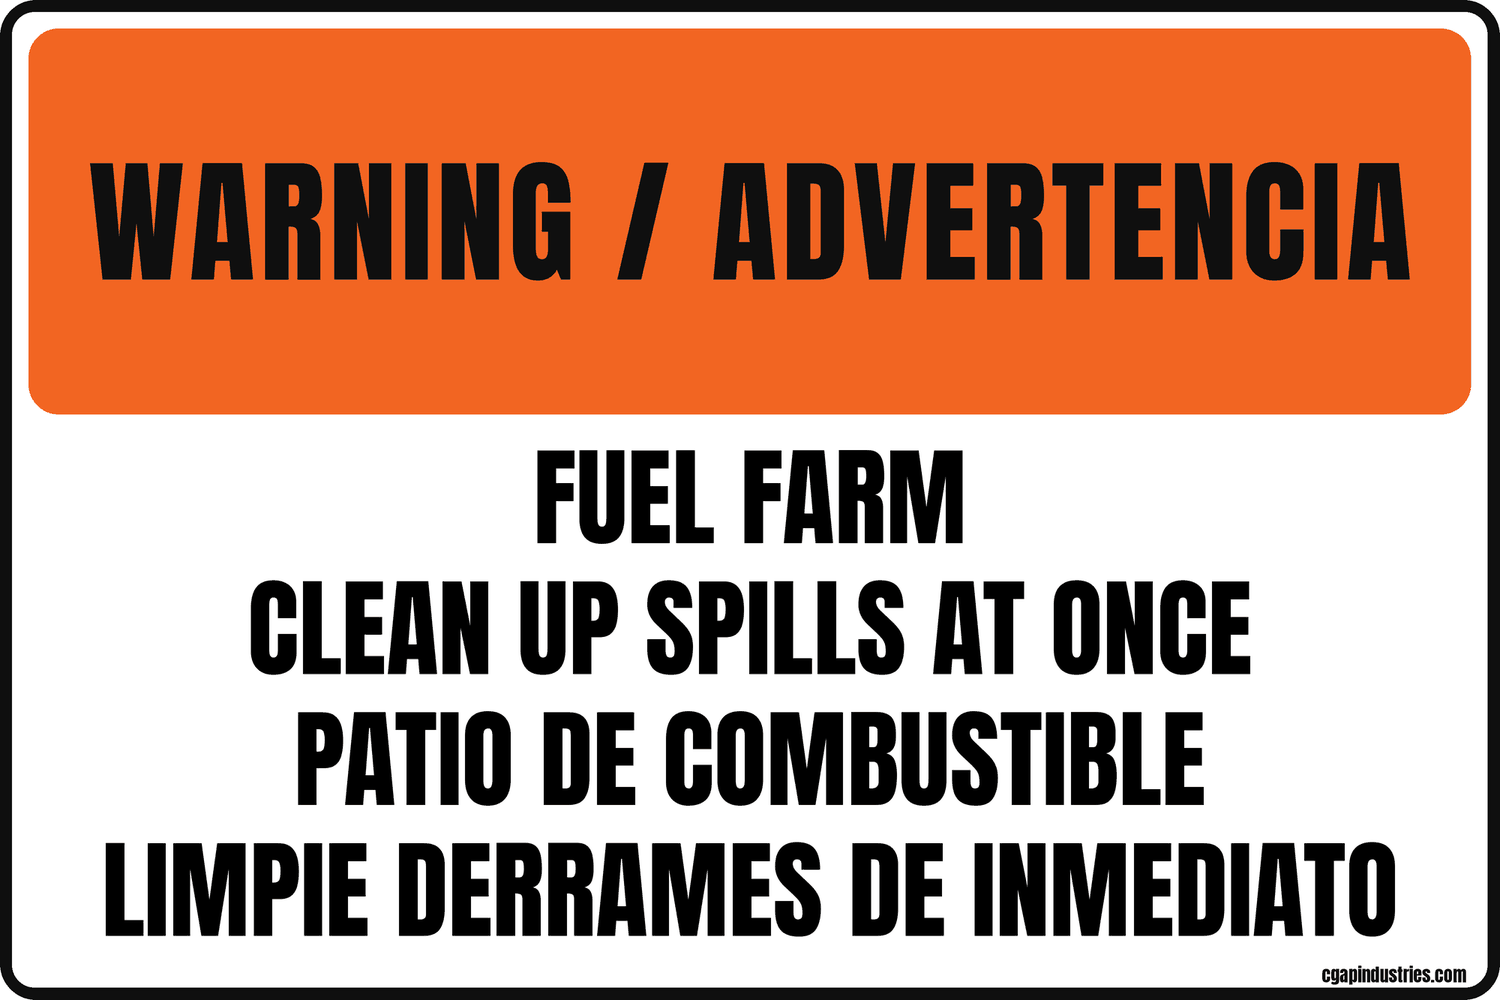 WARNING / ADVERTENCIA
FUEL FARM
CLEAN UP SPILLS AT ONCE
PATIO DE COMBUSTIBLE
LIMPIE DERRAMES DE INMEDIATO
cgapindustries.com